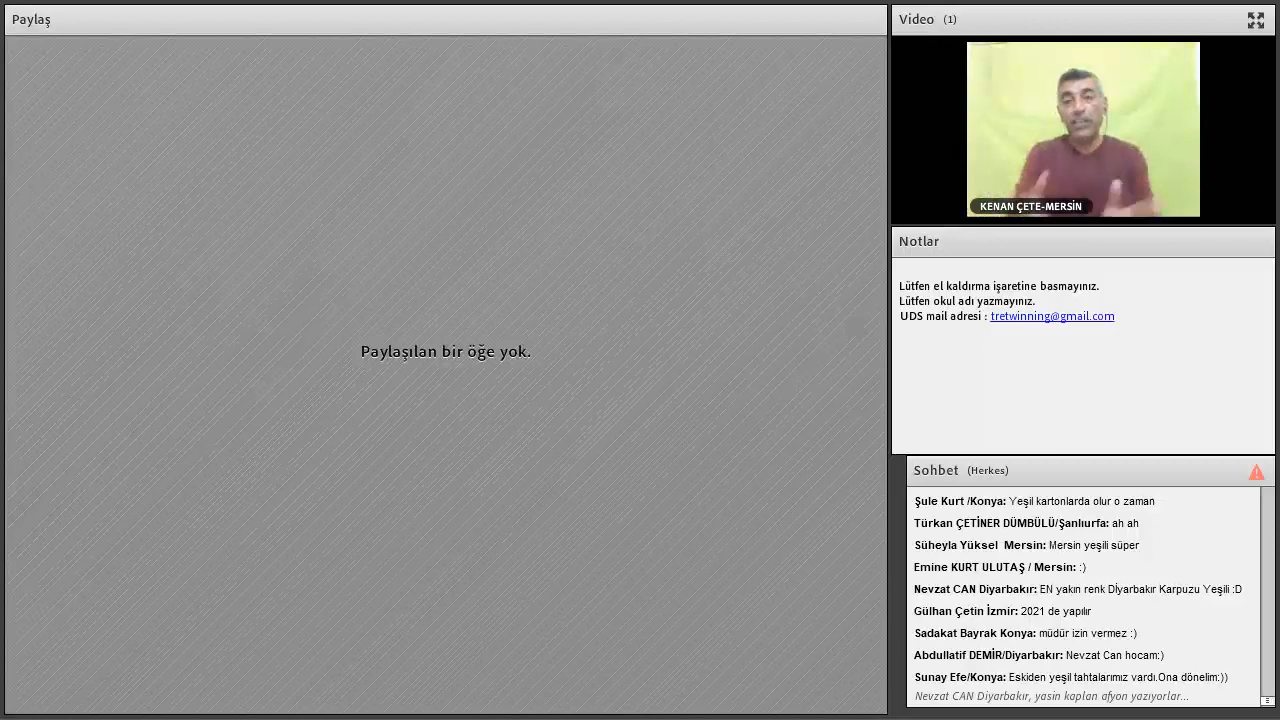 Paylaş
Paylaşılan bir öğe yok.
Video (1)
KENAN ÇETE-MERSİN
Notlar
Lütfen el kaldırma işaretine basmayınız.
Lütfen okul adı yazmayınız.
UDS mail adresi : tretwinning@gmail.com
Sohbet (Herkes)
Şule Kurt /Konya: Yeşil kartonlarda olur o zaman
Türkan ÇETİNER DÜMBÜLÜ/Şanlıurfa: ah ah
Süheyla Yüksel Mersin: Mersin yeşili süper
Emine KURT ULUTAŞ / Mersin: :)
Nevzat CAN Diyarbakır: EN yakın renk Dİyarbakır Karpuzu Yeşili :D
Gülhan Çetin İzmir: 2021 de yapılır
Sadakat Bayrak Konya: müdür izin vermez :)
Abdullatif DEMİR/Diyarbakır: Nevzat Can hocam:)
Sunay Efe/Konya: Eskiden yeşil tahtalarımız vardı.Ona dönelim:))
Nevzat CAN Diyarbakır, yasin kaplan afyon yazıyorlar...